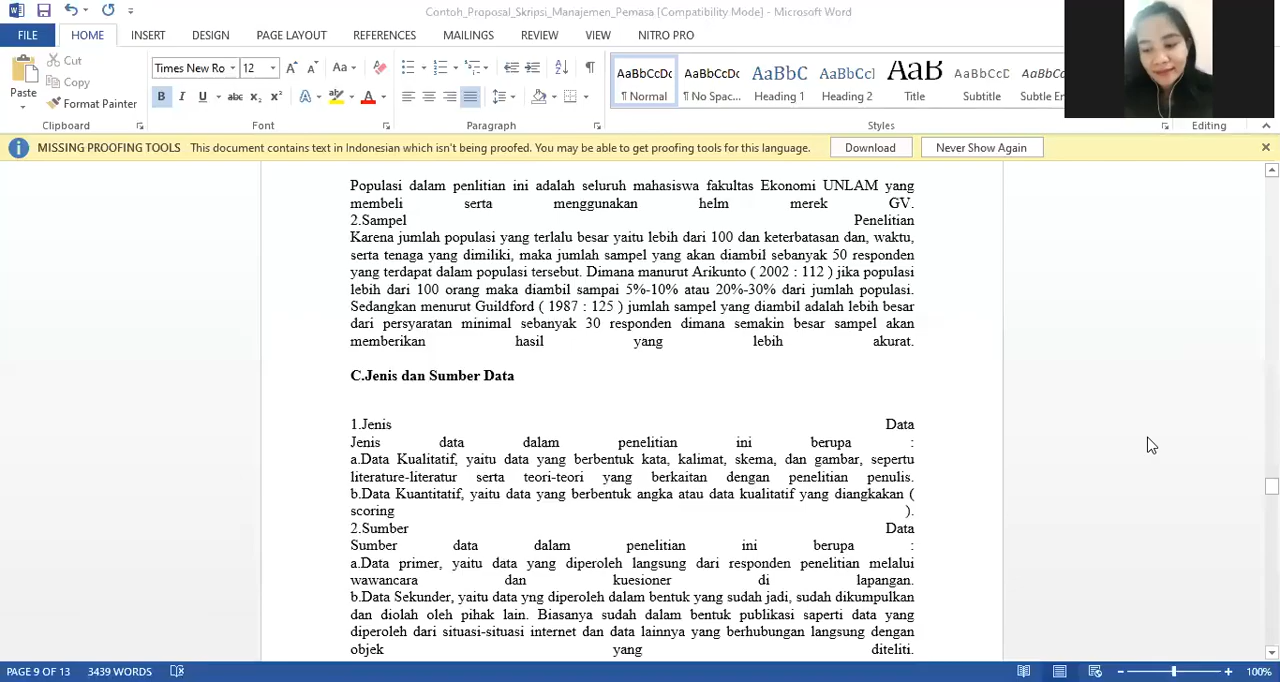 Contoh_Proposal_Skripsi_Manajemen_Pemasa [Compatibility Mode] - Microsoft Word
FILE HOME INSERT DESIGN PAGE LAYOUT REFERENCES MAILINGS REVIEW VIEW NITRO PRO
Paste
Cut
Copy
Format Painter
Times New Ro 12
AaBbCcDc AaBbCcDc AaBbC AaBbCcl AaB AaBbCcD AaBbCcDc
¶ Normal ¶ No Spac... Heading 1 Heading 2 Title Subtitle Subtle Em
Clipboard Font Paragraph Styles Editing
MISSING PROOFING TOOLS This document contains text in Indonesian which isn't being proofed. You may be able to get proofing tools for this language. Download Never Show Again
Populasi dalam penlitian ini adalah seluruh mahasiswa fakultas Ekonomi UNLAM yang
membeli serta menggunakan helm merek GV.
2.Sampel Penelitian
Karena jumlah populasi yang terlalu besar yaitu lebih dari 100 dan keterbatasan dan, waktu,
serta tenaga yang dimiliki, maka jumlah sampel yang akan diambil sebanyak 50 responden
yang terdapat dalam populasi tersebut. Dimana manurut Arikunto ( 2002 : 112 ) jika populasi
lebih dari 100 orang maka diambil sampai 5%-10% atau 20%-30% dari jumlah populasi.
Sedangkan menurut Guildford ( 1987 : 125 ) jumlah sampel yang diambil adalah lebih besar
dari persyaratan minimal sebanyak 30 responden dimana semakin besar sampel akan
memberikan hasil yang lebih akurat.
C.Jenis dan Sumber Data
1.Jenis Data
Jenis data dalam penelitian ini berupa :
a.Data Kualitatif, yaitu data yang berbentuk kata, kalimat, skema, dan gambar, sepertu
literature-literatur serta teori-teori yang berkaitan dengan penelitian penulis.
b.Data Kuantitatif, yaitu data yang berbentuk angka atau data kualitatif yang diangkakan (
scoring ).
2.Sumber Data
Sumber data dalam penelitian ini berupa :
a.Data primer, yaitu data yang diperoleh langsung dari responden penelitian melalui
wawancara dan kuesioner di lapangan.
b.Data Sekunder, yaitu data yng diperoleh dalam bentuk yang sudah jadi, sudah dikumpulkan
dan diolah oleh pihak lain. Biasanya sudah dalam bentuk publikasi saperti data yang
diperoleh dari situasi-situasi internet dan data lainnya yang berhubungan langsung dengan
objek yang diteliti.
PAGE 9 OF 13 3439 WORDS 100%